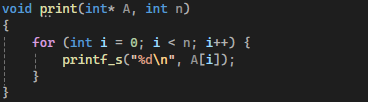 void print(int* A, int n)
{
    for (int i = 0; i < n; i++) {
        printf_s("%d\n", A[i]);
    }
}